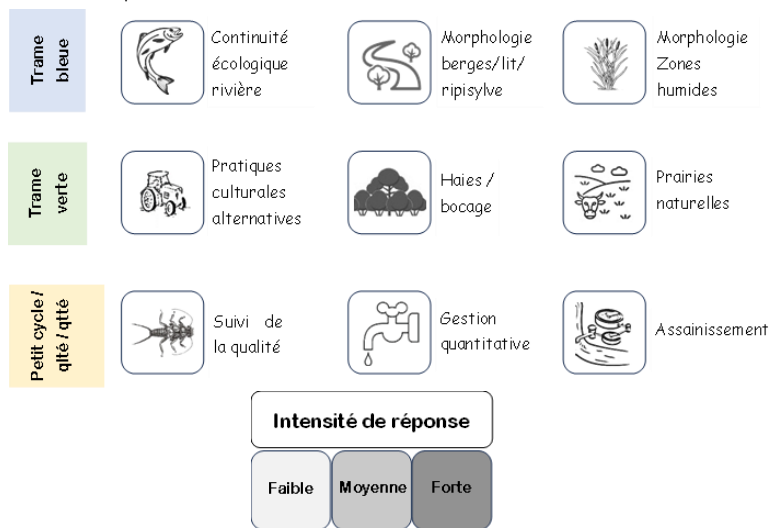 Trame
bleue
Continuité
écologique
rivière
Morphologie
berges/lit/
ripisylve
Morphologie
Zones
humides
Trame
verte
Pratiques
culturales
alternatives
Haies /
bocage
Prairies
naturelles
Petit cycle /
qlté / qtté
Suivi de
la qualité
Gestion
quantitative
Assainissement
Intensité de réponse
Faible
Moyenne
Forte